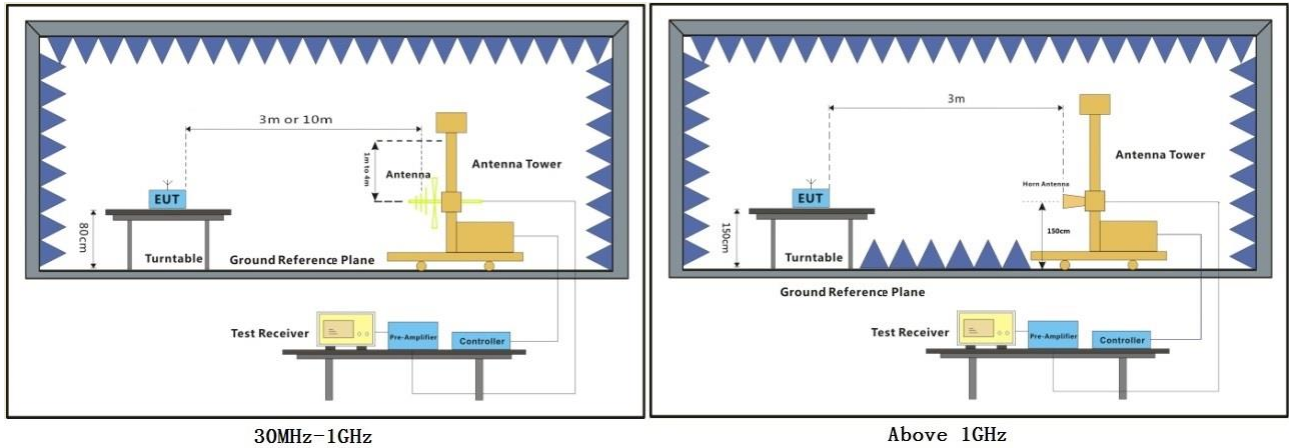 3m or 10m
1m to 4m
Antenna
Antenna Tower
EUT
80cm
Turntable
Ground Reference Plane
Test Receiver
Pre-Amplifier
Controller
30MHz-1GHz
3m
Antenna Tower
Horn Antenna
EUT
150cm
150cm
Turntable
Ground Reference Plane
Test Receiver
Pre-Amplifier
Controller
Above 1GHz